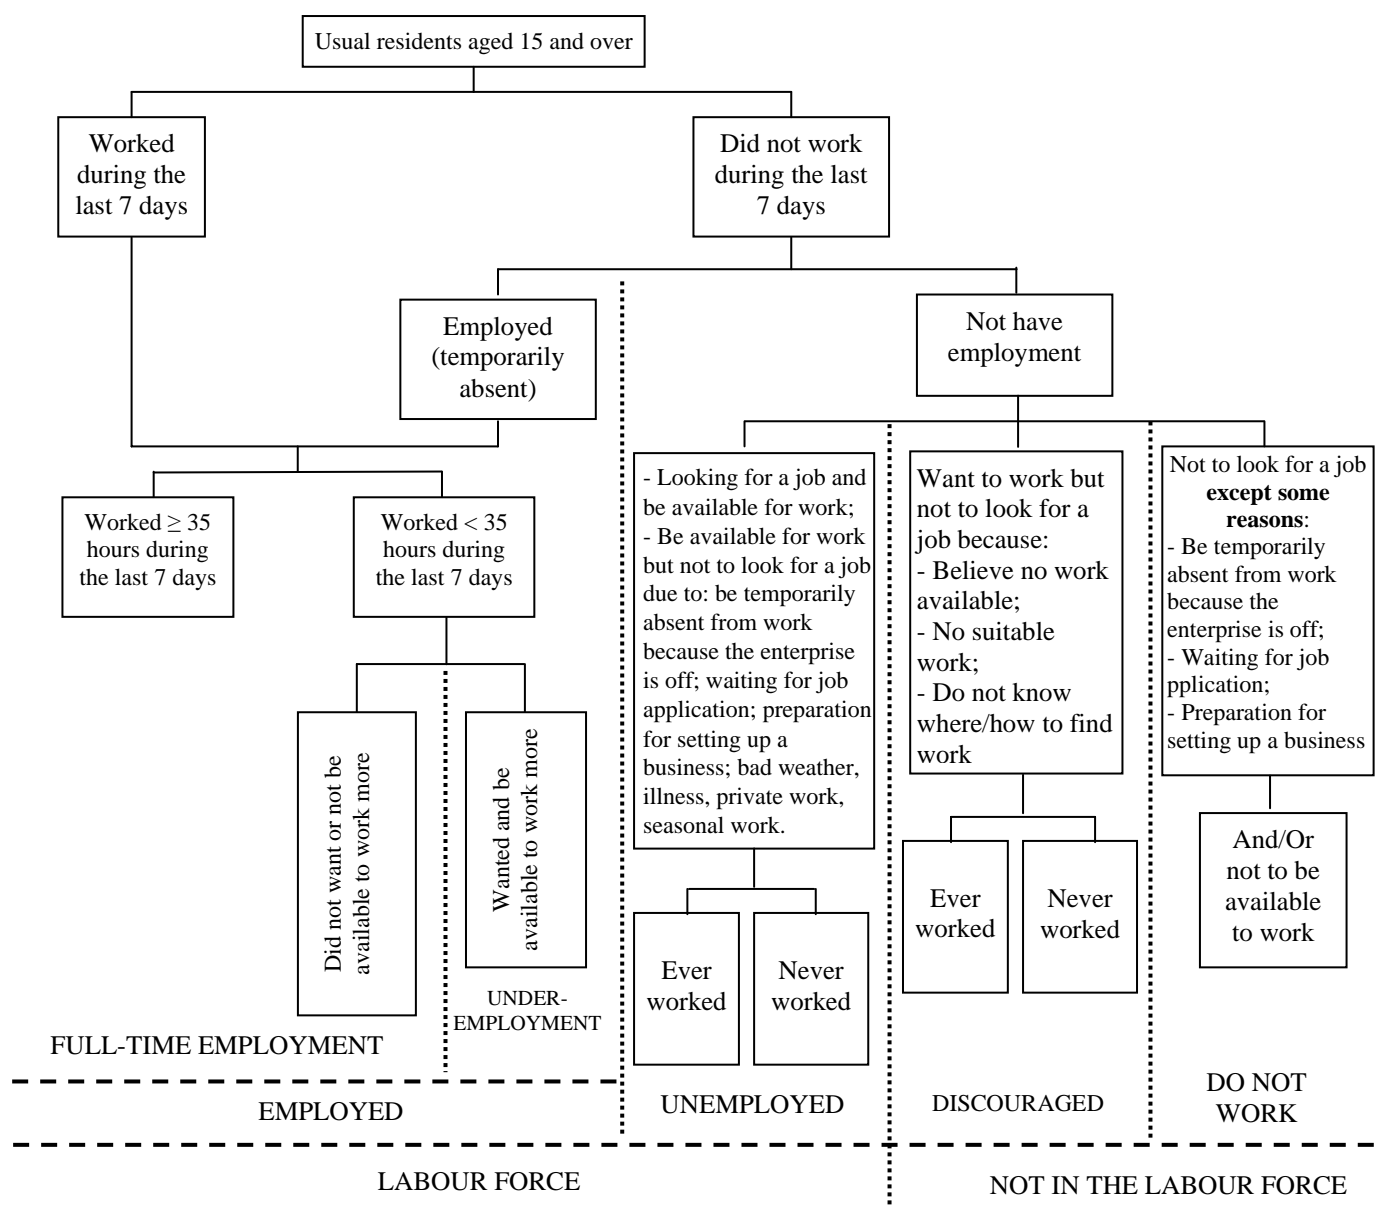 Usual residents aged 15 and over
Worked
during the
last 7 days
Did not work
during the last
7 days
Employed
(temporarily
absent)
Not have
employment
Worked ≥ 35
hours during
the last 7 days
Worked < 35
hours during
the last 7 days
- Looking for a job and
be available for work;
- Be available for work
but not to look for a job
due to: be temporarily
absent from work
because the enterprise
is off; waiting for job
application; preparation
for setting up a
business; bad weather,
illness, private work,
seasonal work.
Want to work but
not to look for a
job because:
- Believe no work
available;
- No suitable
work;
- Do not know
where/how to find
work
Not to look for a job
except some
reasons:
- Be temporarily
absent from work
because the
enterprise is off;
- Waiting for job
pplication;
- Preparation for
setting up a business
Did not want or not be
available to work more
Wanted and be
available to work more
Ever
worked
Never
worked
Ever
worked
Never
worked
And/Or
not to be
available
to work
UNDER-
EMPLOYMENT
FULL-TIME EMPLOYMENT
EMPLOYED
UNEMPLOYED
DISCOURAGED
DO NOT
WORK
LABOUR FORCE
NOT IN THE LABOUR FORCE